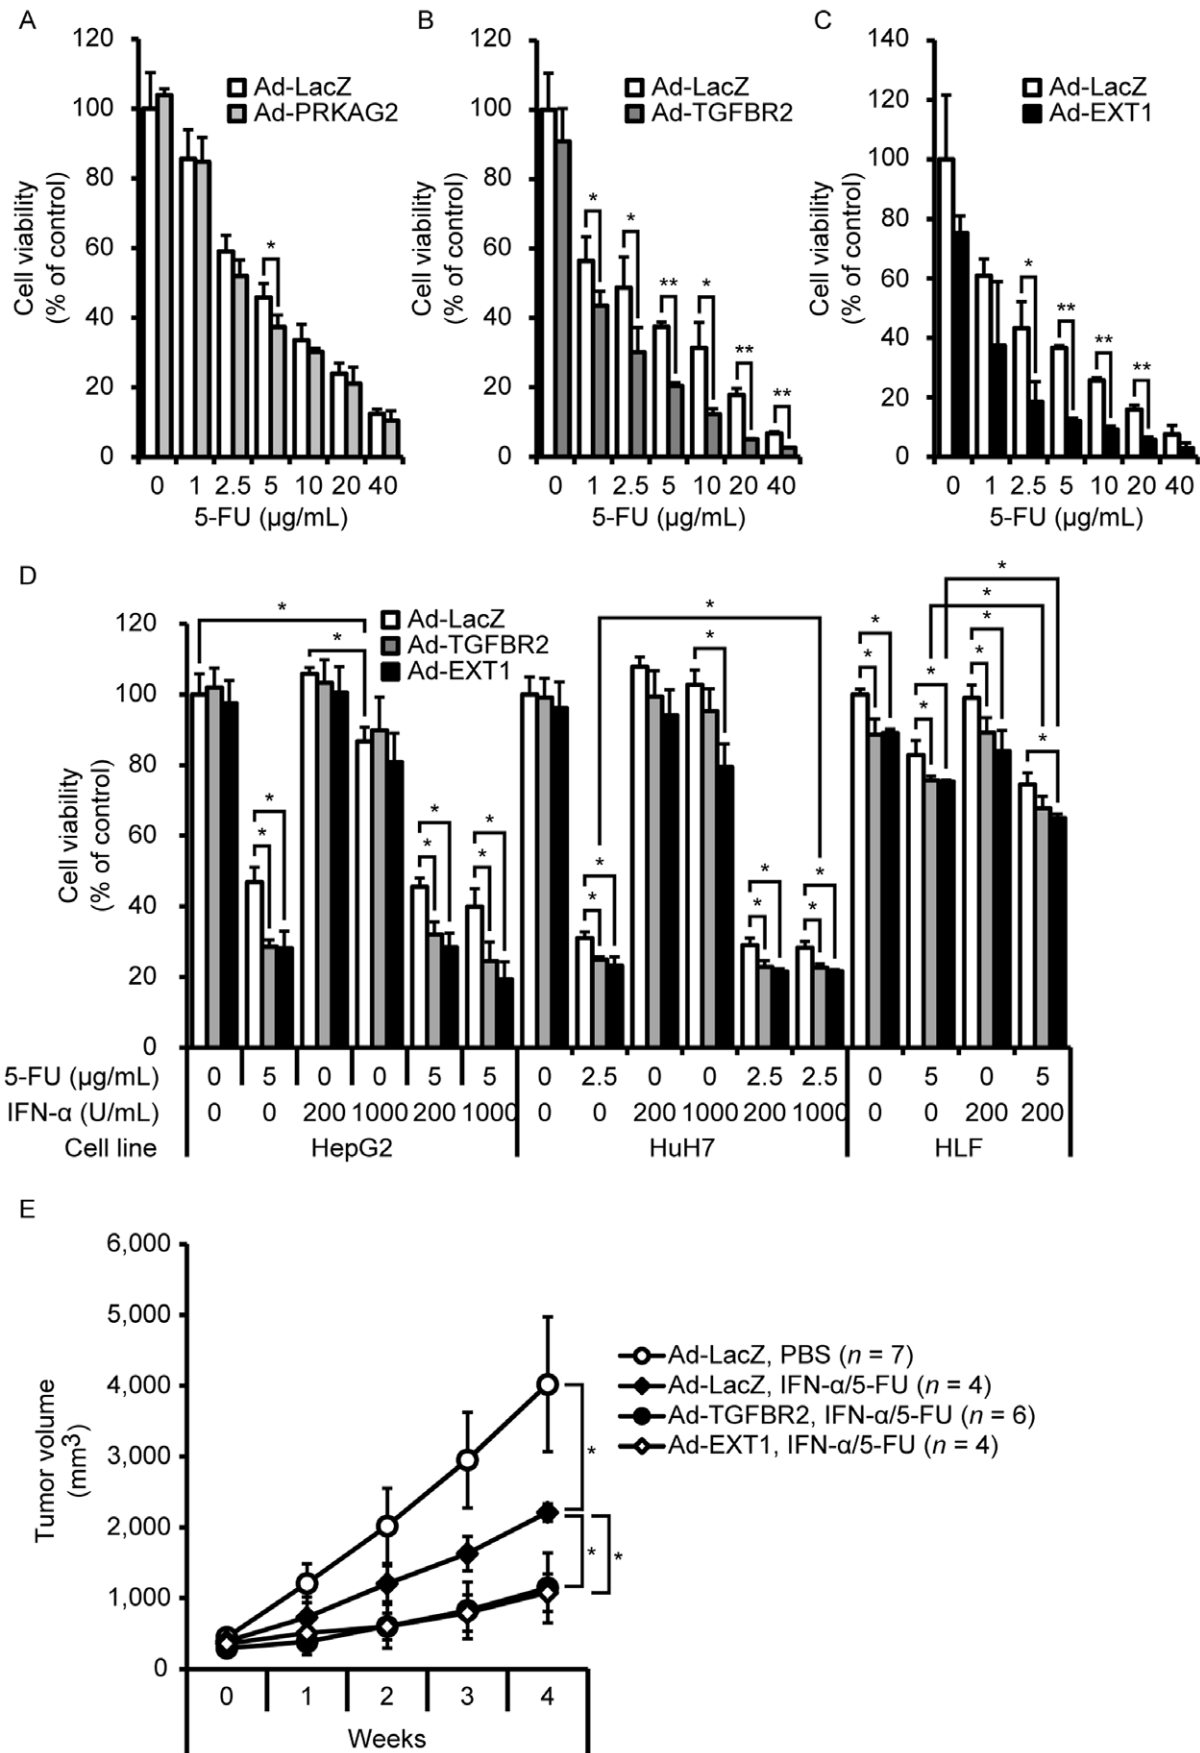 A
120
100
80
60
40
20
0
Cell viability
(% of control)
Ad-LacZ
Ad-PRKAG2
*
0 1 2.5 5 10 20 40
5-FU (µg/mL)
B
120
100
80
60
40
20
0
Cell viability
(% of control)
Ad-LacZ
Ad-TGFBR2
* * ** * ** **
0 1 2.5 5 10 20 40
5-FU (µg/mL)
C
140
120
100
80
60
40
20
0
Cell viability
(% of control)
Ad-LacZ
Ad-EXT1
* ** ** **
0 1 2.5 5 10 20 40
5-FU (µg/mL)
D
120
100
80
60
40
20
0
Cell viability
(% of control)
Ad-LacZ
Ad-TGFBR2
Ad-EXT1
* * * * * * * * * * * * * * * * * * * * * * * * *
5-FU (µg/mL) 0 5 0 0 5 5 0 2.5 0 0 2.5 2.5 0 5 0 5
IFN-α (U/mL) 0 0 200 1000 200 1000 0 0 200 1000 200 1000 0 0 200 200
Cell line HepG2 HuH7 HLF
E
6,000
5,000
4,000
3,000
2,000
1,000
0
Tumor volume
(mm³)
Ad-LacZ, PBS (n = 7)
Ad-LacZ, IFN-α/5-FU (n = 4)
Ad-TGFBR2, IFN-α/5-FU (n = 6)
Ad-EXT1, IFN-α/5-FU (n = 4)
*
* *
0 1 2 3 4
Weeks